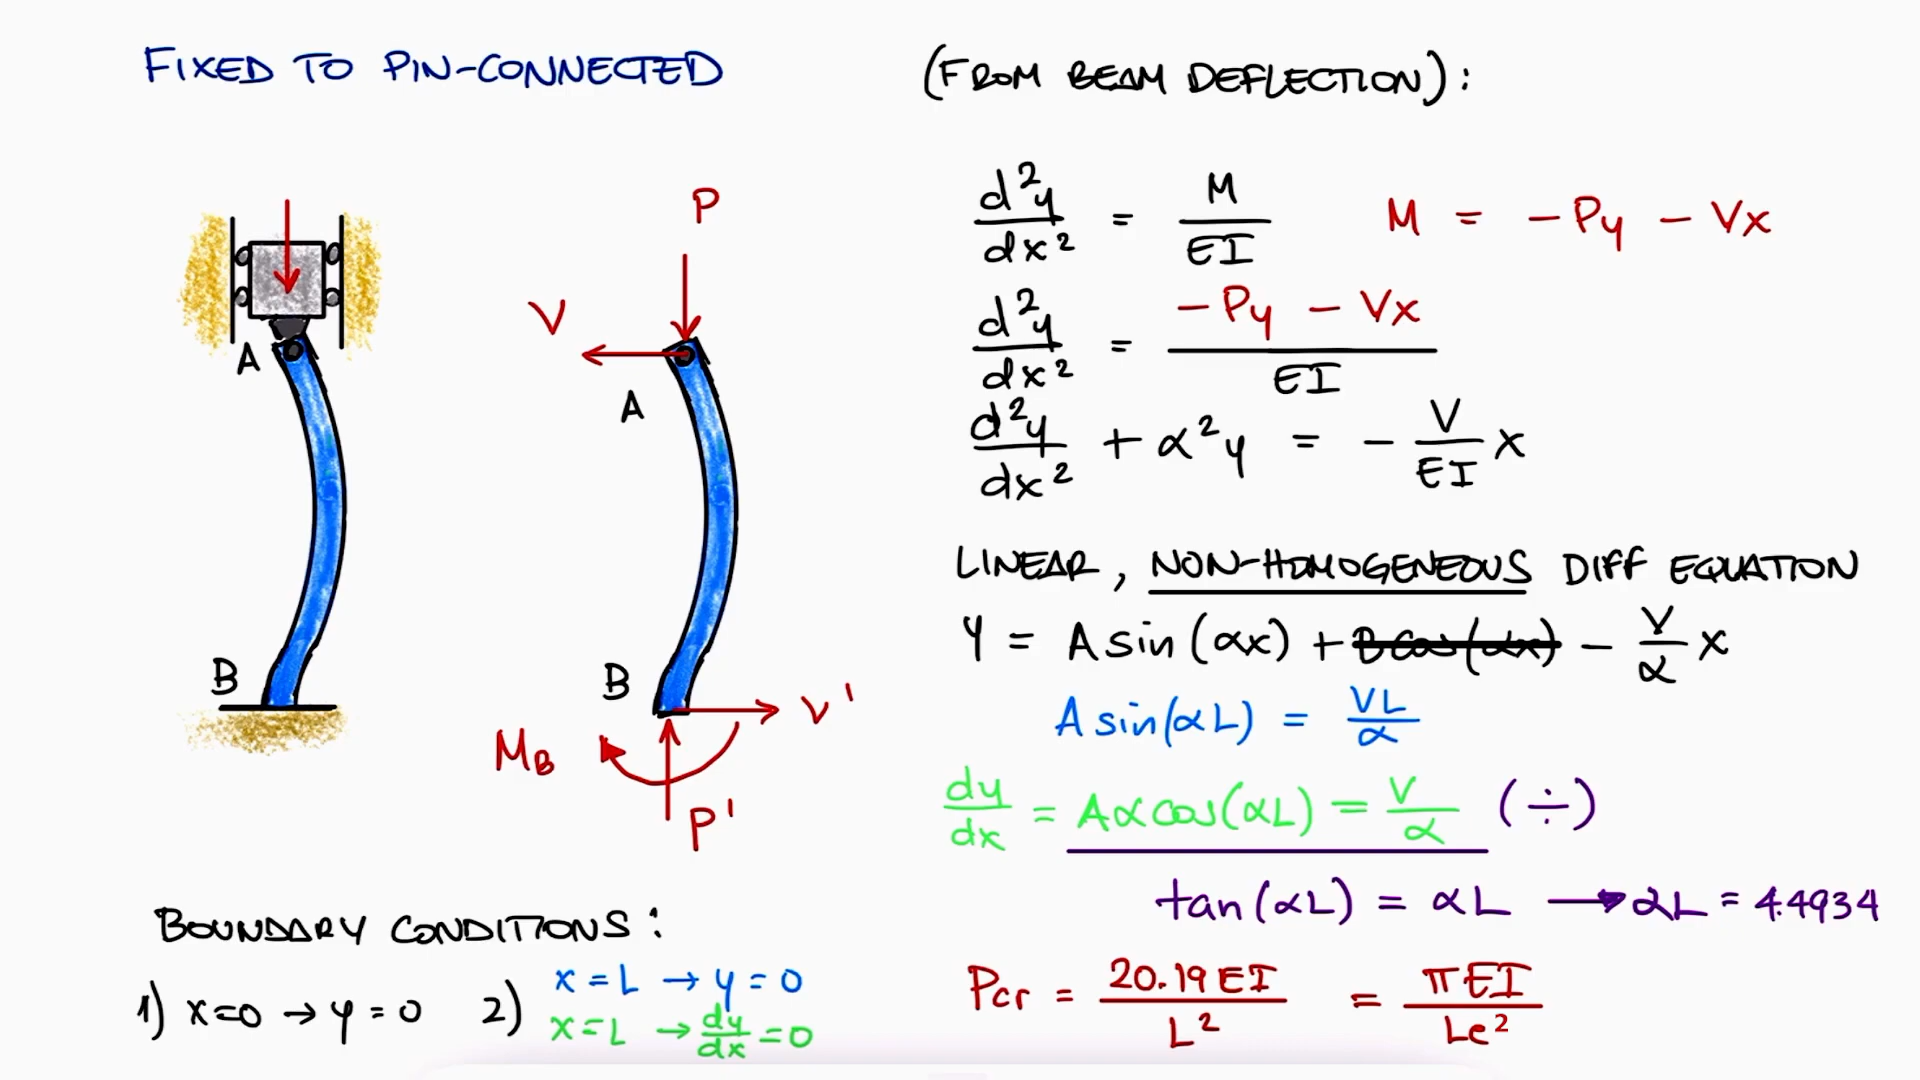 FIXED TO PIN-CONNECTED
P
A
B
V
P
A
B
V'
M_B
P'
BOUNDARY CONDITIONS:
1) x=0 → y = 0
2) x = L → y = 0
x = L → dy/dx = 0
(FROM BEAM DEFLECTION):
d²y/dx² = M/EI
M = -Py - Vx
d²y/dx² = (-Py - Vx)/EI
d²y/dx² + α²y = - V/EI x
LINEAR, NON-HOMOGENEOUS DIFF EQUATION
Y = A sin(αx) + B cos(αx) - V/α x
A sin(αL) = VL/α
dy/dx = Aα cos(αL) = V/α (÷)
tan(αL) = αL → αL = 4.4934
Pcr = 20.19 EI/L² = πEI/Le²